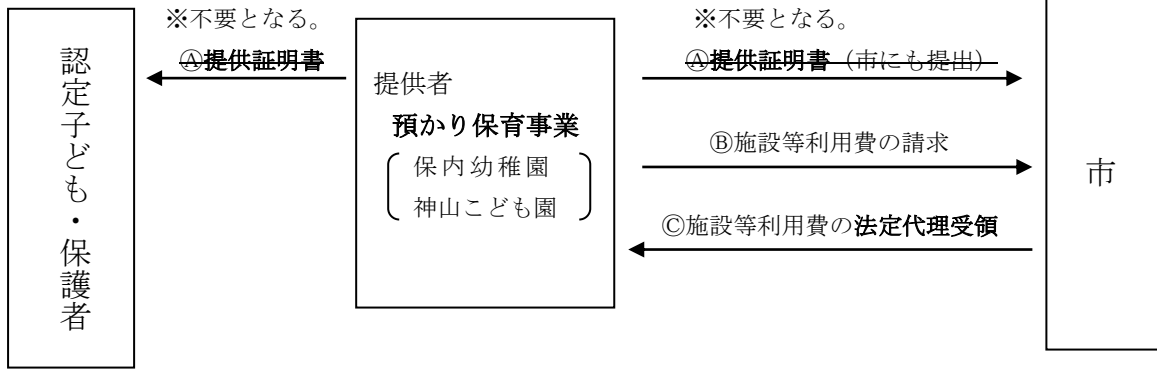 ※不要となる。
※不要となる。
Ⓐ提供証明書
Ⓐ提供証明書（市にも提出）
認定子ども・保護者
提供者
預かり保育事業
保内幼稚園
神山こども園
Ⓑ施設等利用費の請求
Ⓒ施設等利用費の法定代理受領
市